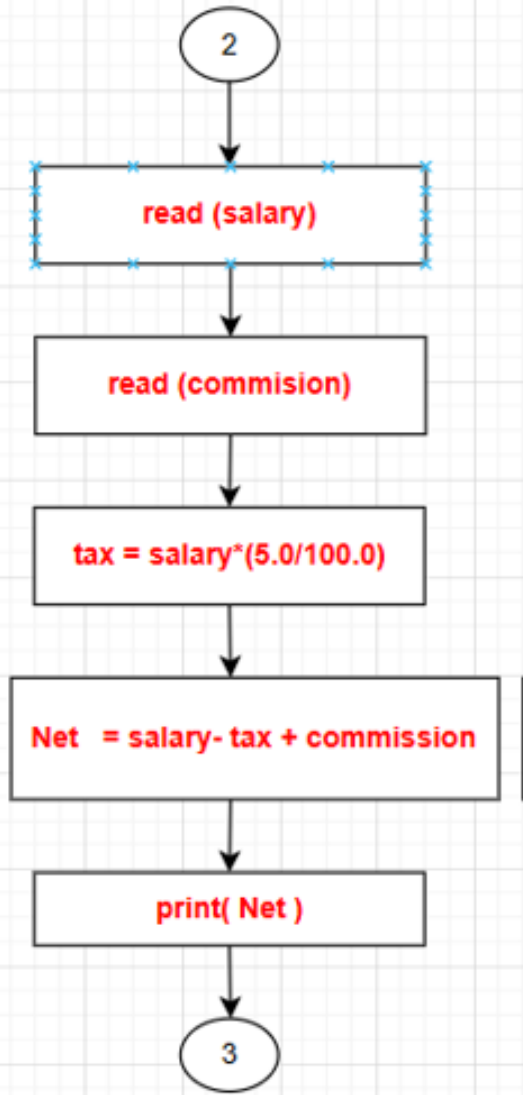 2
read (salary)
read (commision)
tax = salary*(5.0/100.0)
Net = salary- tax + commission
print( Net )
3